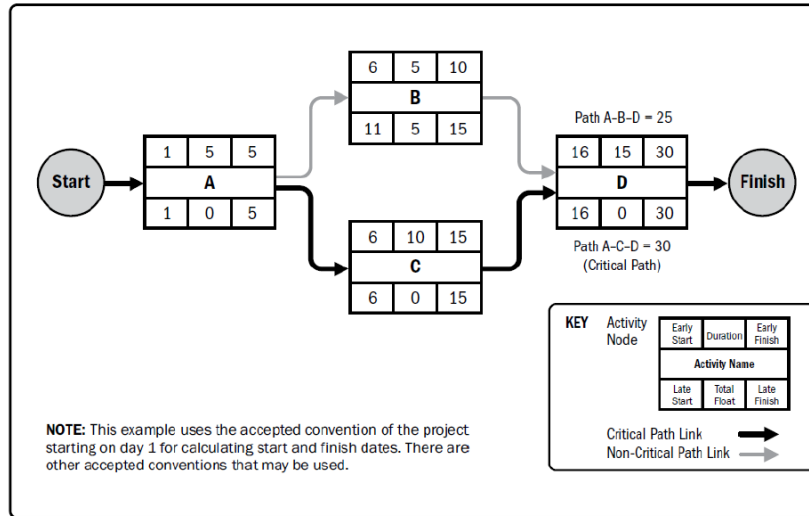 6 5 10
B
11 5 15
Path A-B-D = 25
Start
1 5 5
A
1 0 5
16 15 30
D
16 0 30
Finish
6 10 15
C
6 0 15
Path A-C-D = 30
(Critical Path)
KEY Activity
Node
Early
Start
Duration
Early
Finish
Activity Name
Late
Start
Total
Float
Late
Finish
Critical Path Link
Non-Critical Path Link
NOTE: This example uses the accepted convention of the project
starting on day 1 for calculating start and finish dates. There are
other accepted conventions that may be used.